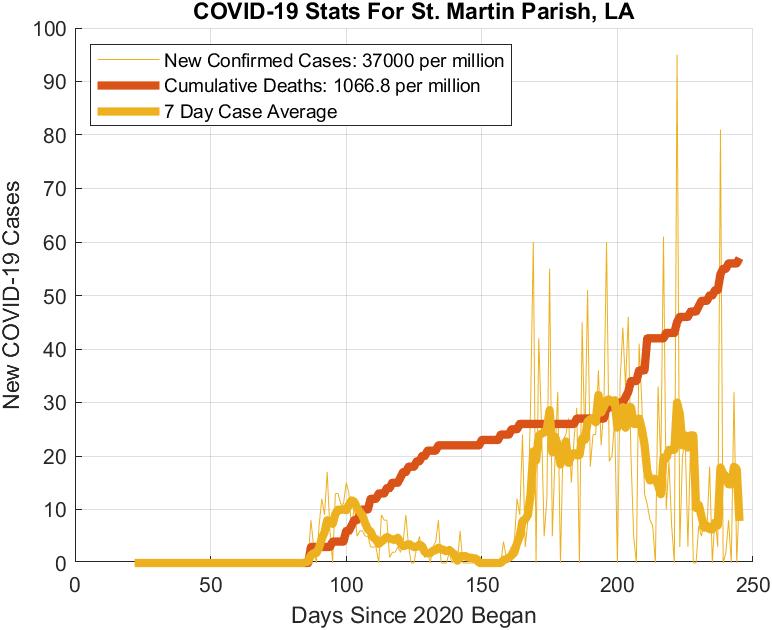 COVID-19 Stats For St. Martin Parish, LA
New Confirmed Cases: 37000 per million
Cumulative Deaths: 1066.8 per million
7 Day Case Average
New COVID-19 Cases
100
90
80
70
60
50
40
30
20
10
0
0 50 100 150 200 250
Days Since 2020 Began